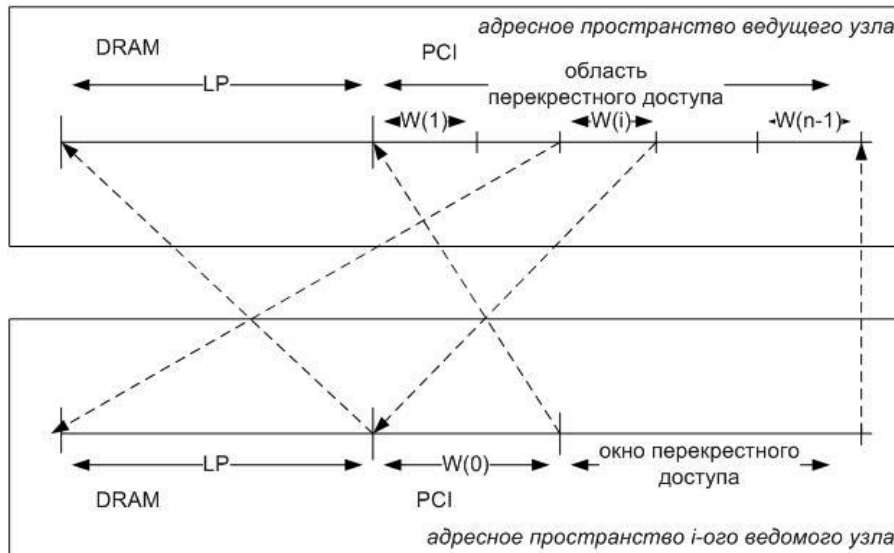 адресное пространство ведущего узла
DRAM
PCI
LP
область
перекрестного доступа
W(1)
W(i)
W(n-1)
LP
W(0)
окно перекрестного
доступа
DRAM
PCI
адресное пространство i-ого ведомого узла